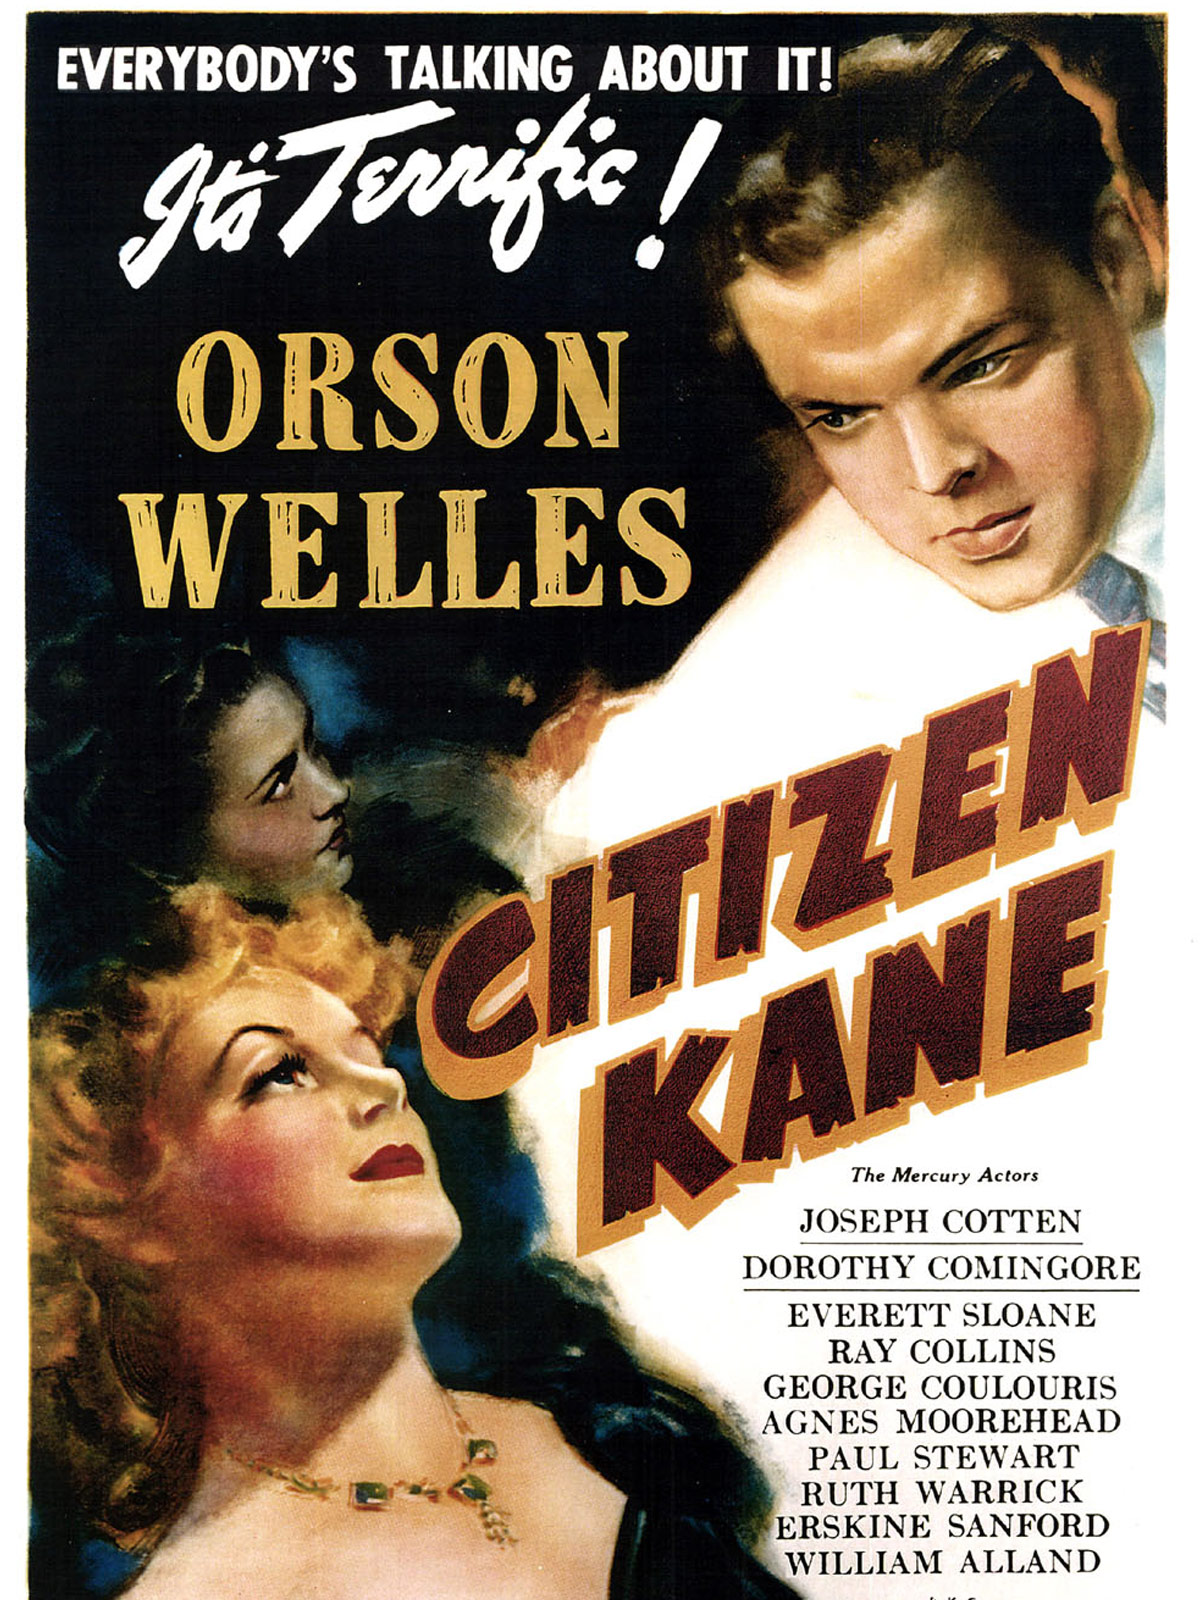 EVERYBODY'S TALKING ABOUT IT!
It's Terrific!
ORSON
WELLES
CITIZEN
KANE
The Mercury Actors
JOSEPH COTTEN
DOROTHY COMINGORE
EVERETT SLOANE
RAY COLLINS
GEORGE COULOURIS
AGNES MOOREHEAD
PAUL STEWART
RUTH WARRICK
ERSKINE SANFORD
WILLIAM ALLAND